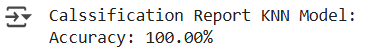 Calssification Report KNN Model:
Accuracy: 100.00%